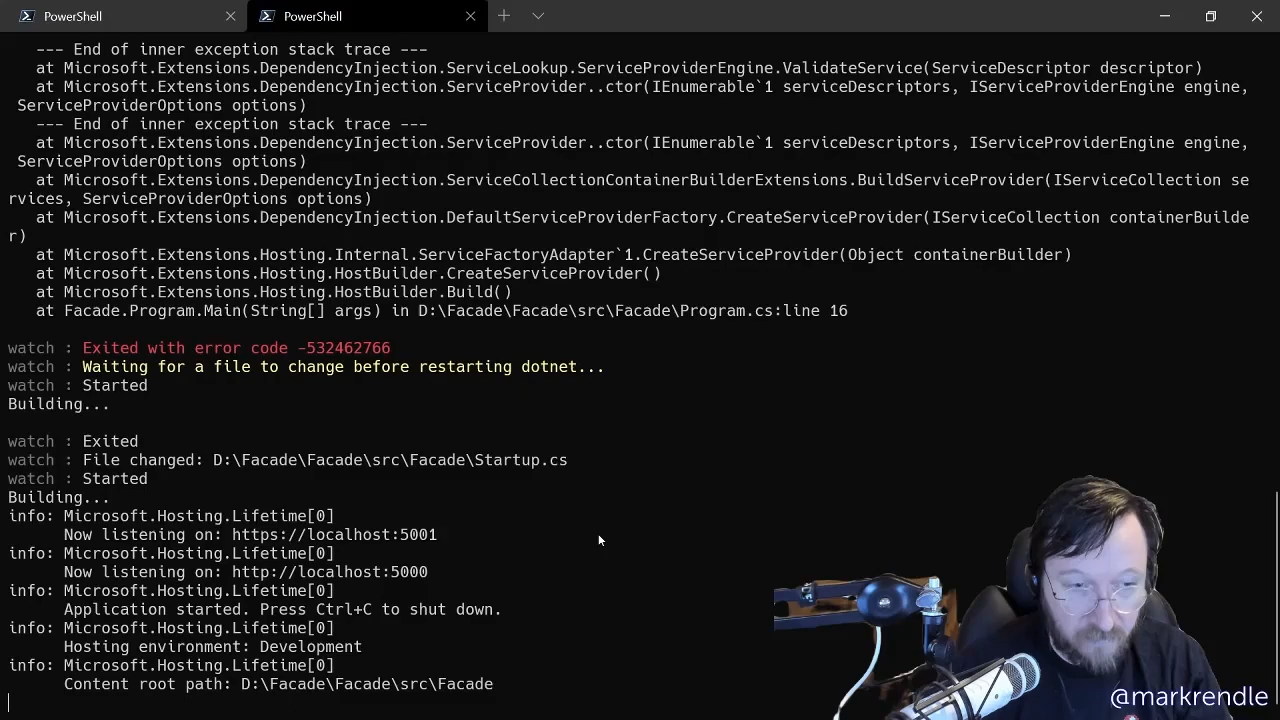 PowerShell
PowerShell
--- End of inner exception stack trace ---
at Microsoft.Extensions.DependencyInjection.ServiceLookup.ServiceProviderEngine.ValidateService(ServiceDescriptor descriptor)
at Microsoft.Extensions.DependencyInjection.ServiceProvider..ctor(IEnumerable`1 serviceDescriptors, IServiceProviderEngine engine,
ServiceProviderOptions options)
--- End of inner exception stack trace ---
at Microsoft.Extensions.DependencyInjection.ServiceProvider..ctor(IEnumerable`1 serviceDescriptors, IServiceProviderEngine engine,
ServiceProviderOptions options)
at Microsoft.Extensions.DependencyInjection.ServiceCollectionContainerBuilderExtensions.BuildServiceProvider(IServiceCollection se
rvices, ServiceProviderOptions options)
at Microsoft.Extensions.DependencyInjection.DefaultServiceProviderFactory.CreateServiceProvider(IServiceCollection containerBuilde
r)
at Microsoft.Extensions.Hosting.Internal.ServiceFactoryAdapter`1.CreateServiceProvider(Object containerBuilder)
at Microsoft.Extensions.Hosting.HostBuilder.CreateServiceProvider()
at Microsoft.Extensions.Hosting.HostBuilder.Build()
at Facade.Program.Main(String[] args) in D:\Facade\Facade\src\Facade\Program.cs:line 16
watch : Exited with error code -532462766
watch : Waiting for a file to change before restarting dotnet...
watch : Started
Building...
watch : Exited
watch : File changed: D:\Facade\Facade\src\Facade\Startup.cs
watch : Started
Building...
info: Microsoft.Hosting.Lifetime[0]
Now listening on: https://localhost:5001
info: Microsoft.Hosting.Lifetime[0]
Now listening on: http://localhost:5000
info: Microsoft.Hosting.Lifetime[0]
Application started. Press Ctrl+C to shut down.
info: Microsoft.Hosting.Lifetime[0]
Hosting environment: Development
info: Microsoft.Hosting.Lifetime[0]
Content root path: D:\Facade\Facade\src\Facade
@markrendle